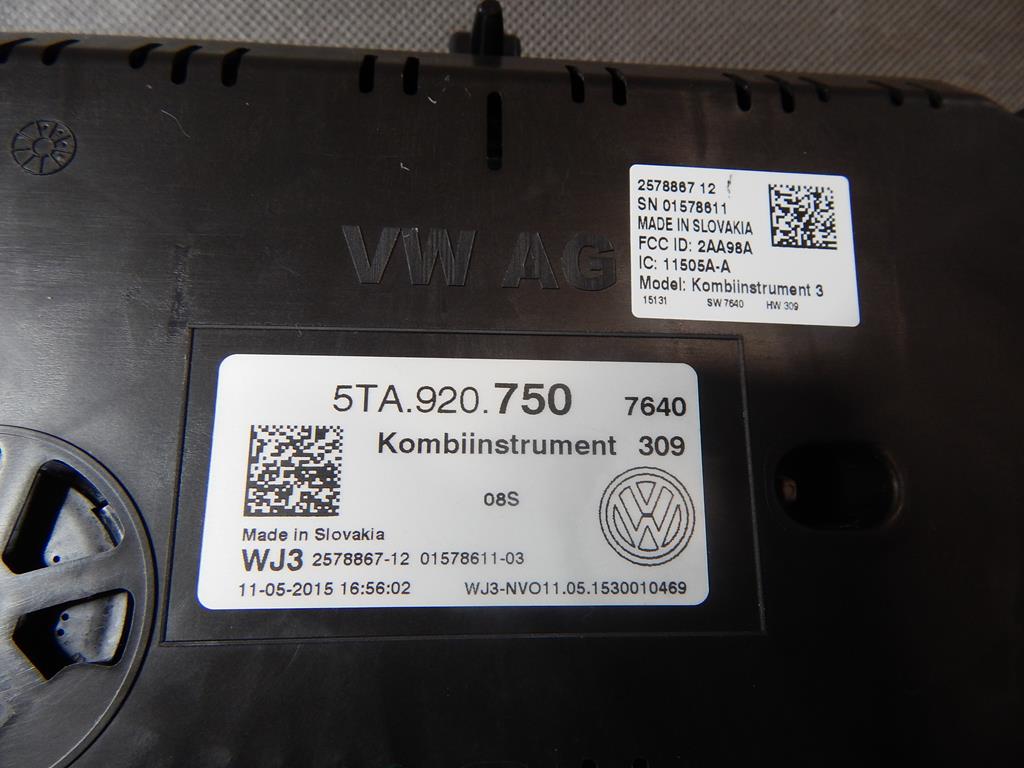 2578867 12
SN 01578611
MADE IN SLOVAKIA
FCC ID: 2AA98A
IC: 11505A-A
Model: Kombiinstrument 3
15131 SW 7640 HW 309
VW AG
5TA.920.750 7640
Kombiinstrument 309
08S
Made in Slovakia
WJ3 2578867-12 01578611-03
11-05-2015 16:56:02 WJ3-NVO11.05.1530010469